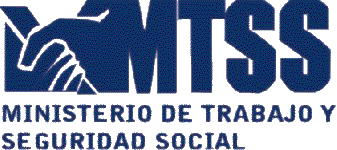 MTSS
MINISTERIO DE TRABAJO Y
SEGURIDAD SOCIAL